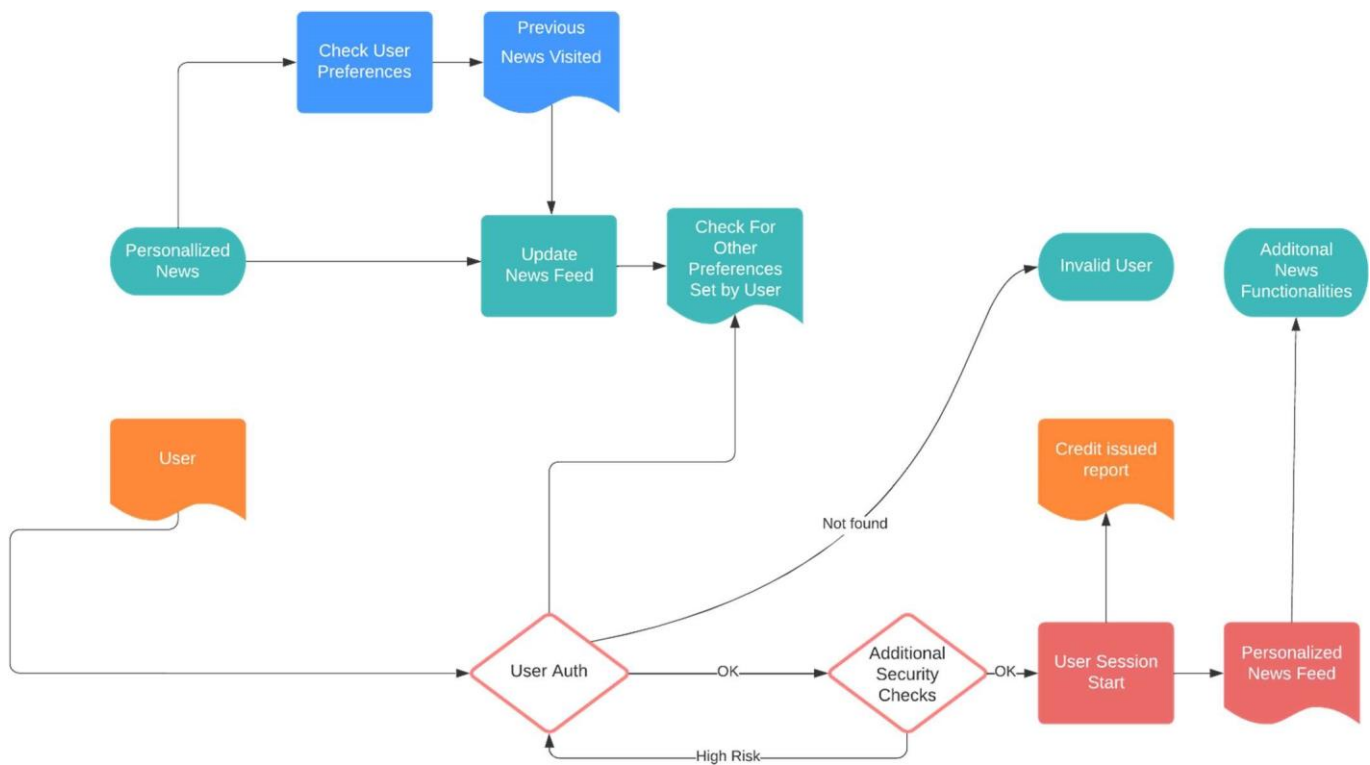 Check User
Preferences
Previous
News Visited
Personallized
News
Update
News Feed
Check For
Other
Preferences
Set by User
Invalid User
Additonal
News
Functionalities
User
Credit issued
report
Not found
User Auth
OK
Additional
Security
Checks
OK
User Session
Start
Personalized
News Feed
High Risk